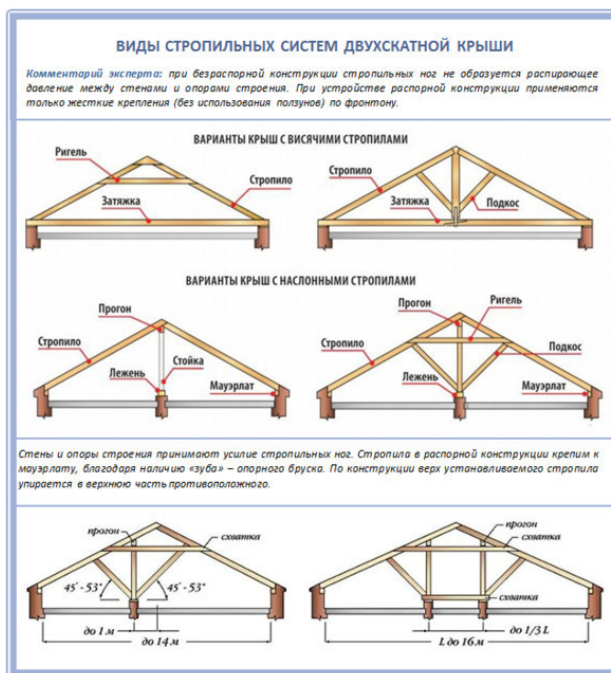 ВИДЫ СТРОПИЛЬНЫХ СИСТЕМ ДВУХСКАТНОЙ КРЫШИ
Комментарий эксперта: при безраспорной конструкции стропильных ног не образуется распирающее
давление между стенами и опорами строения. При устройстве распорной конструкции применяются
только жесткие крепления (без использования ползунов) по фронтону.
ВАРИАНТЫ КРЫШ С ВИСЯЧИМИ СТРОПИЛАМИ
Ригель
Стропило
Затяжка
Стропило
Затяжка
Подкос
ВАРИАНТЫ КРЫШ С НАСЛОННЫМИ СТРОПИЛАМИ
Прогон
Стропило
Стойка
Лежень
Мауэрлат
Прогон
Ригель
Стропило
Подкос
Лежень
Мауэрлат
Стены и опоры строения принимают усилие стропильных ног. Стропила в распорной конструкции крепим к
мауэрлату, благодаря наличию «зуба» – опорного бруска. По конструкции верх устанавливаемого стропила
упирается в верхнюю часть противоположного.
прогон
схватка
45° - 53°
45° - 53°
до 1 м
до 14 м
прогон
схватка
схватка
до 1/3 L
L до 16 м